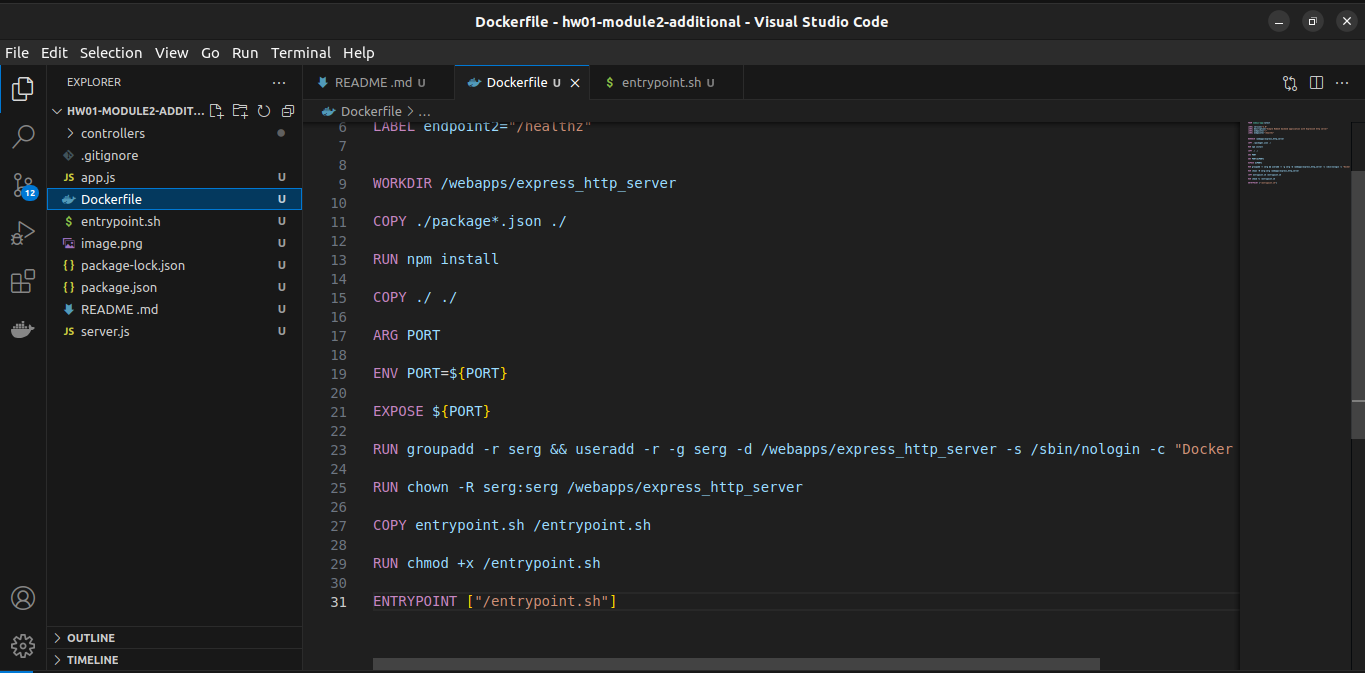 Dockerfile - hw01-module2-additional - Visual Studio Code
File Edit Selection View Go Run Terminal Help
EXPLORER
HW01-MODULE2-ADDIT...
controllers
.gitignore
JS app.js U
Dockerfile U
$ entrypoint.sh U
image.png U
{} package-lock.json U
{} package.json U
README .md U
JS server.js U
12
OUTLINE
TIMELINE
README .md U
Dockerfile U
$ entrypoint.sh U
Dockerfile > ...
6 LABEL endpoint2="/healthz"
7
8
9 WORKDIR /webapps/express_http_server
10
11 COPY ./package*.json ./
12
13 RUN npm install
14
15 COPY ./ ./
16
17 ARG PORT
18
19 ENV PORT=${PORT}
20
21 EXPOSE ${PORT}
22
23 RUN groupadd -r serg && useradd -r -g serg -d /webapps/express_http_server -s /sbin/nologin -c "Docker
24
25 RUN chown -R serg:serg /webapps/express_http_server
26
27 COPY entrypoint.sh /entrypoint.sh
28
29 RUN chmod +x /entrypoint.sh
30
31 ENTRYPOINT ["/entrypoint.sh"]